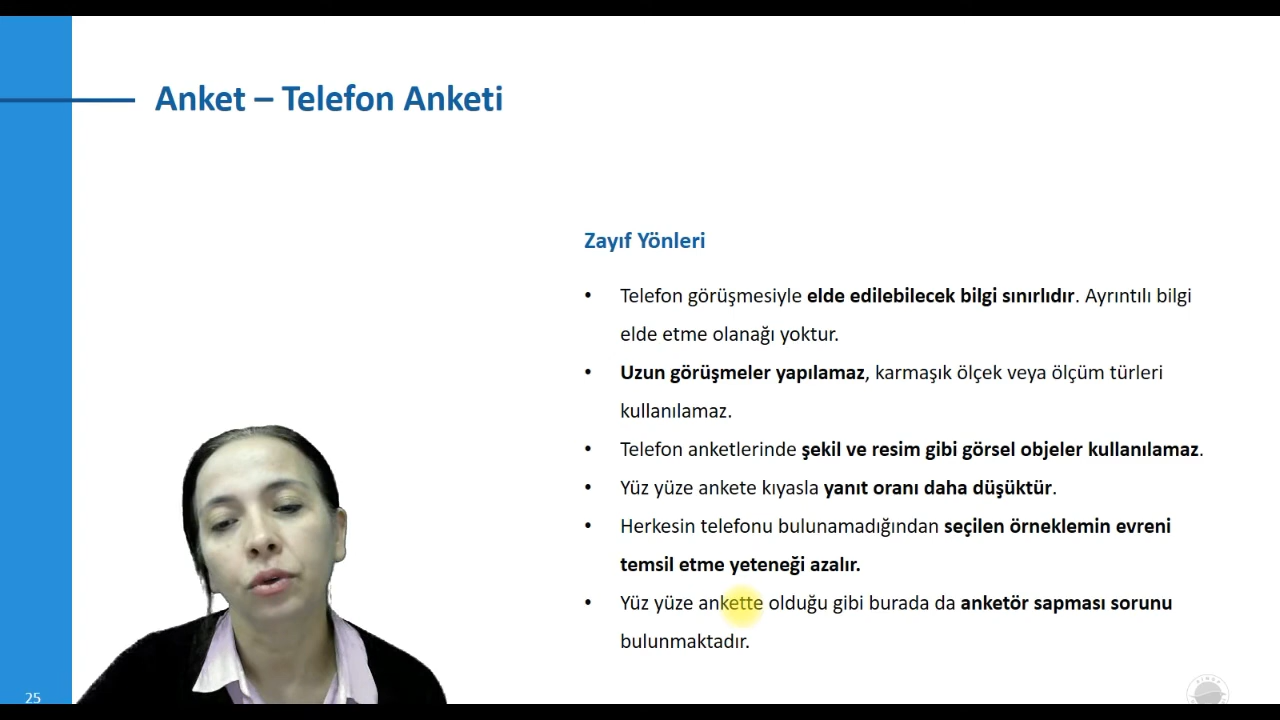 Anket – Telefon Anketi
Zayıf Yönleri
• Telefon görüşmesiyle elde edilebilecek bilgi sınırlıdır. Ayrıntılı bilgi
elde etme olanağı yoktur.
• Uzun görüşmeler yapılamaz, karmaşık ölçek veya ölçüm türleri
kullanılamaz.
• Telefon anketlerinde şekil ve resim gibi görsel objeler kullanılamaz.
• Yüz yüze ankete kıyasla yanıt oranı daha düşüktür.
• Herkesin telefonu bulunamadığından seçilen örneklemin evreni
temsil etme yeteneği azalır.
• Yüz yüze ankette olduğu gibi burada da anketör sapması sorunu
bulunmaktadır.
25